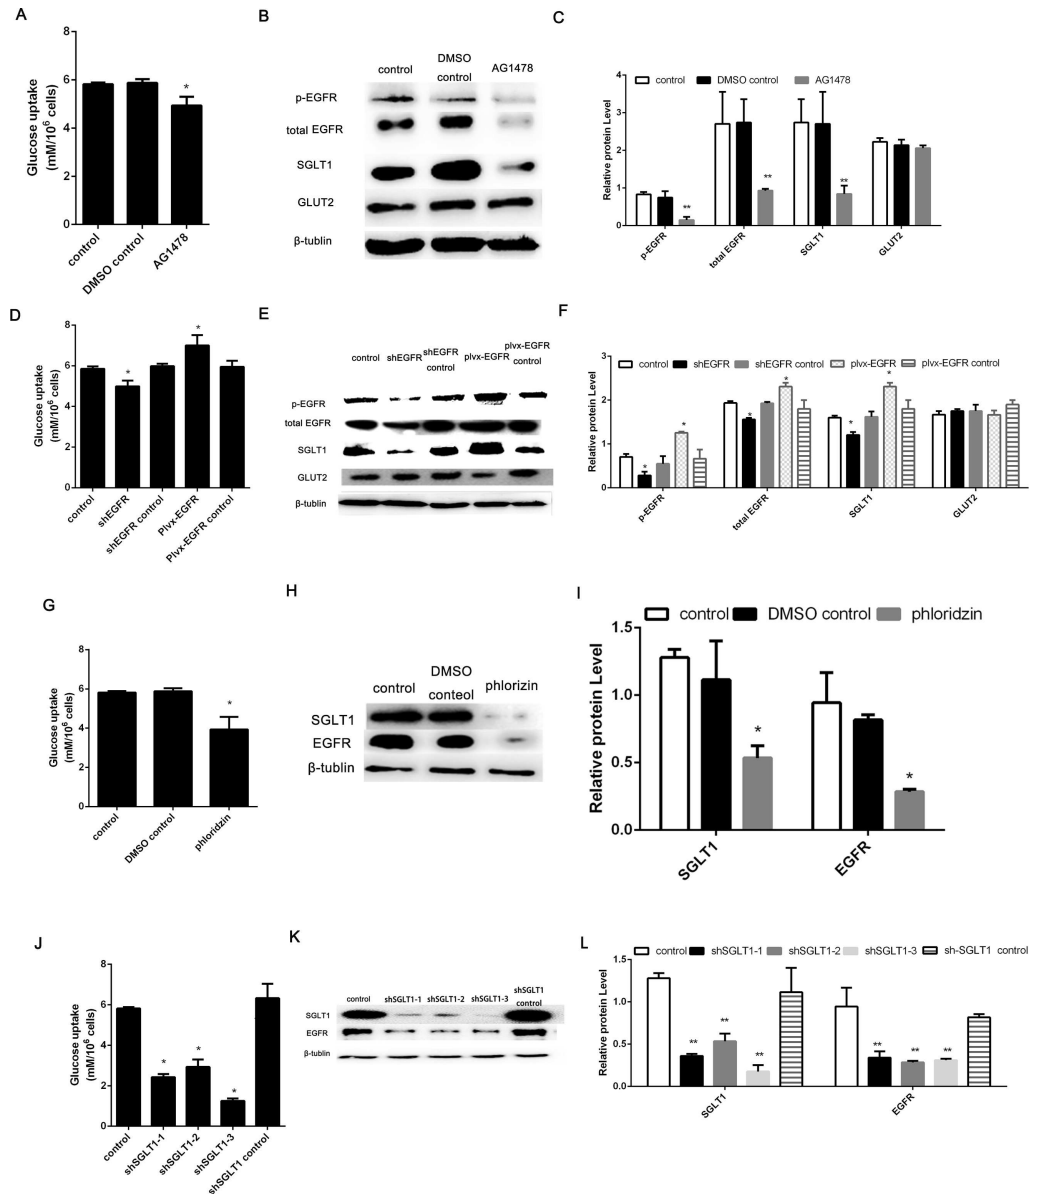 A
Glucose uptake
(mM/10⁶ cells)
8
6
4
2
0
*
control
DMSO control
AG1478
B
control
DMSO
control
AG1478
p-EGFR
total EGFR
SGLT1
GLUT2
β-tublin
C
control DMSO control AG1478
Relative protein Level
4
3
2
1
0
** ** **
p-EGFR
total EGFR
SGLT1
GLUT2
D
Glucose uptake
(mM/10⁶ cells)
8
6
4
2
0
* *
control
shEGFR
shEGFR control
Plvx-EGFR
Plvx-EGFR control
E
control shEGFR shEGFR control plvx-EGFR plvx-EGFR control
p-EGFR
total EGFR
SGLT1
GLUT2
β-tublin
F
control shEGFR shEGFR control plvx-EGFR plvx-EGFR control
Relative protein Level
3
2
1
0
* * * * * *
p-EGFR
total EGFR
SGLT1
GLUT2
G
Glucose uptake
(mM/10⁶ cells)
8
6
4
2
0
*
control
DMSO control
phloridzin
H
control
DMSO
conteol
phlorizin
SGLT1
EGFR
β-tublin
I
control DMSO control phloridzin
Relative protein Level
1.5
1.0
0.5
0.0
* *
SGLT1
EGFR
J
Glucose uptake
(mM/10⁶ cells)
8
6
4
2
0
* * *
control
shSGLT1-1
shSGLT1-2
shSGLT1-3
shSGLT1 control
K
control shSGLT1-1 shSGLT1-2 shSGLT1-3 shSGLT1 control
SGLT1
EGFR
β-tublin
L
control shSGLT1-1 shSGLT1-2 shSGLT1-3 sh-SGLT1 control
Relative protein Level
1.5
1.0
0.5
0.0
** ** ** ** ** **
SGLT1
EGFR